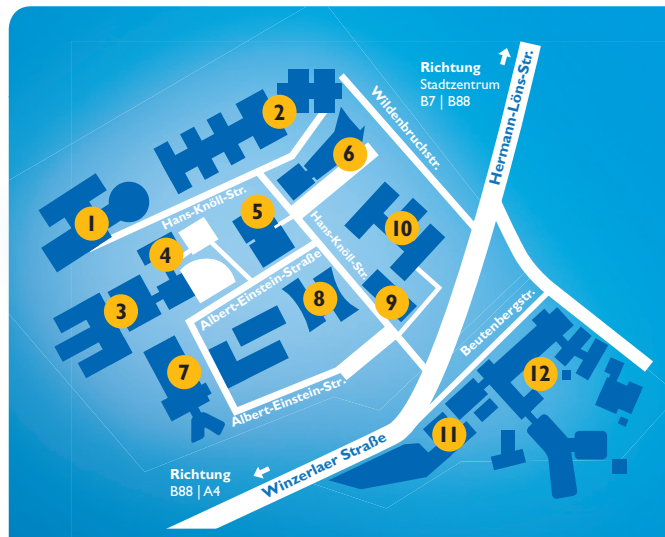 Richtung
Stadtzentrum
B7 | B88
Hermann-Löns-Str.
Wildenbruchstr.
2
6
1
Hans-Knöll-Str.
5
4
10
Hans-Knöll-Str.
Albert-Einstein-Straße
3
8
9
Beutenbergstr.
7
12
Albert-Einstein-Str.
11
Richtung
B88 | A4
Winzerlaer Straße